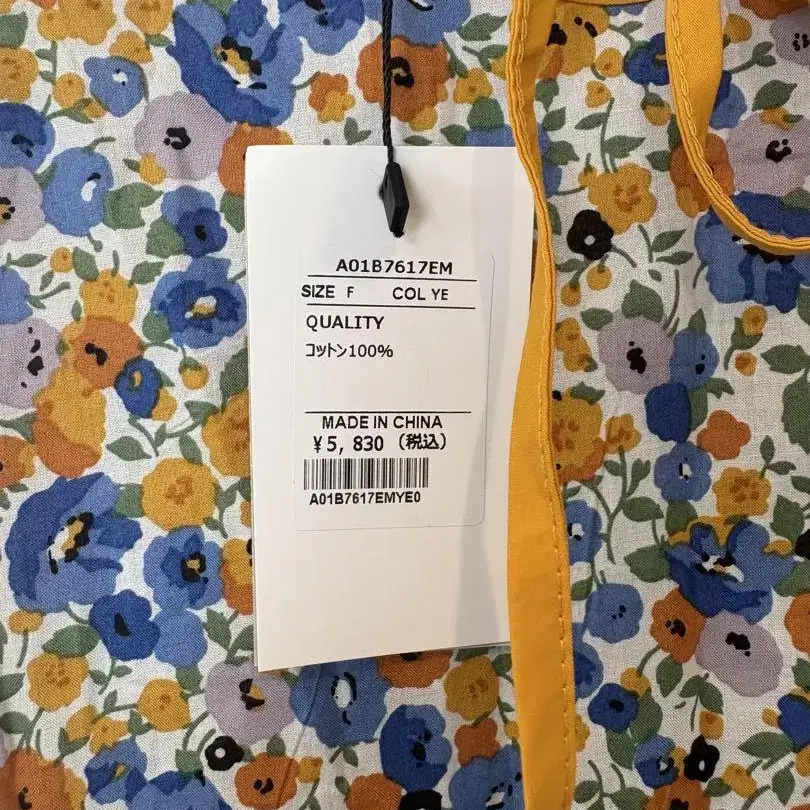 A01B7617EM
SIZE F COL YE
QUALITY
コットン100%
MADE IN CHINA
¥5,830 (税込)
A01B7617EMYE0